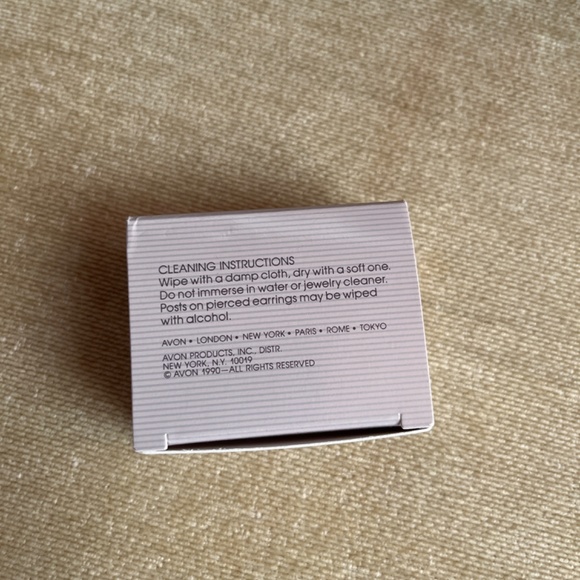 CLEANING INSTRUCTIONS
Wipe with a damp cloth, dry with a soft one.
Do not immerse in water or jewelry cleaner.
Posts on pierced earrings may be wiped
with alcohol.
AVON • LONDON • NEW YORK • PARIS • ROME • TOKYO
AVON PRODUCTS, INC., DISTR.
NEW YORK, N.Y. 10019
© AVON 1990—ALL RIGHTS RESERVED